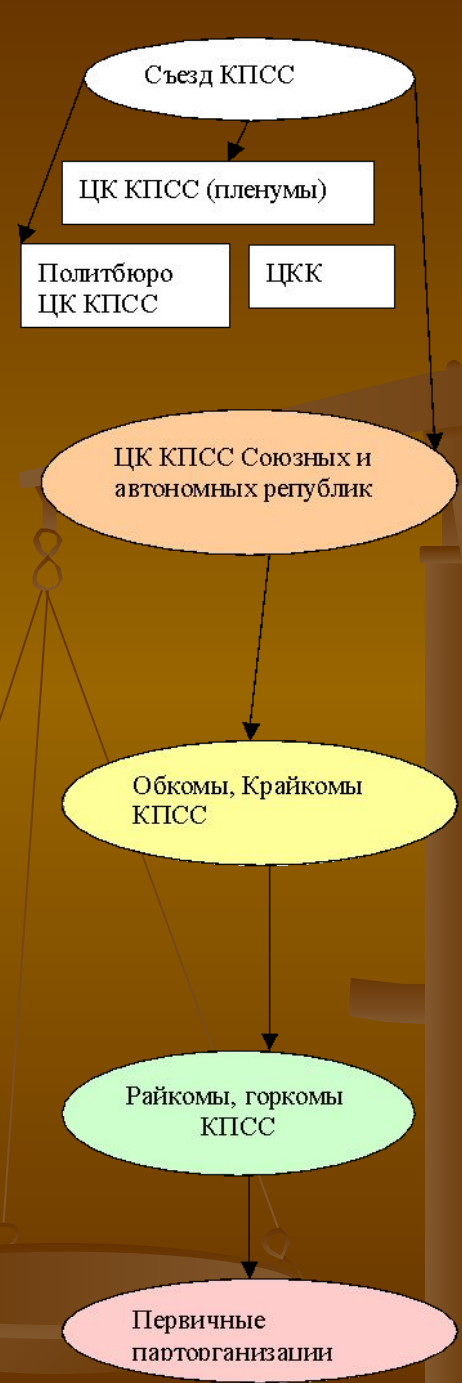 Съезд КПСС
ЦК КПСС (пленумы)
Политбюро
ЦК КПСС
ЦКК
ЦК КПСС Союзных и
автономных републик
Обкомы, Крайкомы
КПСС
Райкомы, горкомы
КПСС
Первичные
парторганизации